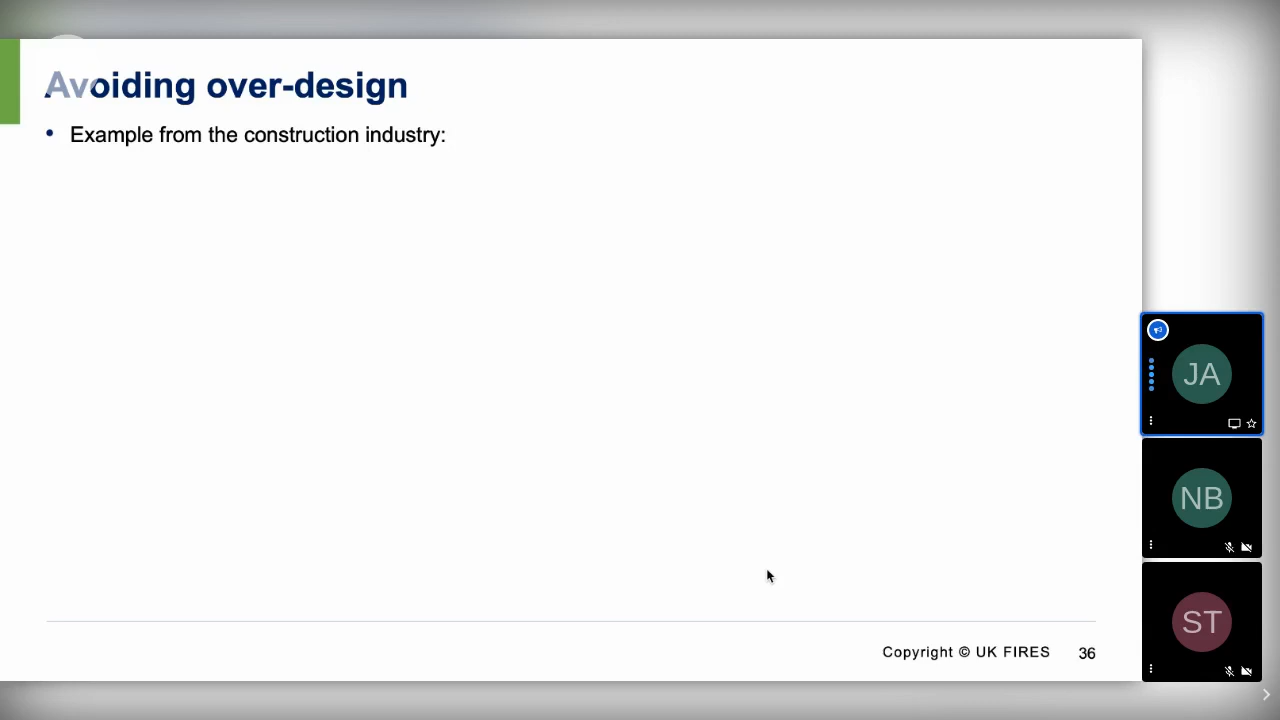 Avoiding over-design
• Example from the construction industry:
JA
NB
ST
Copyright © UK FIRES 36